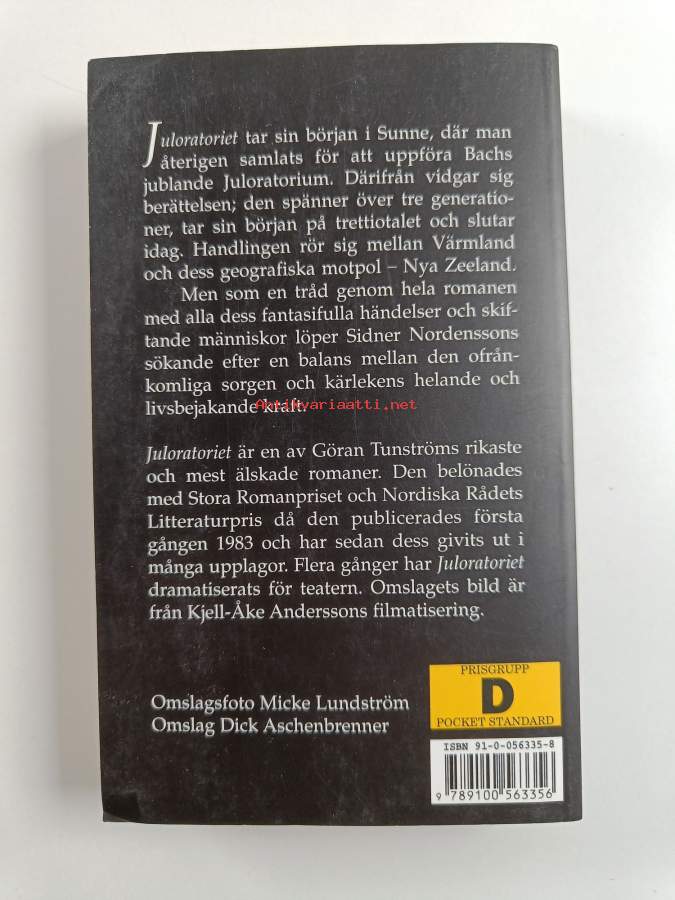 Juloratoriet tar sin början i Sunne, där man
återigen samlats för att uppföra Bachs
jublande Juloratorium. Därifrån vidgar sig
berättelsen; den spänner över tre generatio-
ner, tar sin början på trettiotalet och slutar
idag. Handlingen rör sig mellan Värmland
och dess geografiska motpol – Nya Zeeland.
Men som en tråd genom hela romanen
med alla dess fantasifulla händelser och skif-
tande människor löper Sidner Nordenssons
sökande efter en balans mellan den ofrån-
komliga sorgen och kärlekens helande och
livsbejakande kraft.
Antikvariaatti.net
Juloratoriet är en av Göran Tunströms rikaste
och mest älskade romaner. Den belönades
med Stora Romanpriset och Nordiska Rådets
Litteraturpris då den publicerades första
gången 1983 och har sedan dess givits ut i
många upplagor. Flera gånger har Juloratoriet
dramatiserats för teatern. Omslagets bild är
från Kjell-Åke Anderssons filmatisering.
Omslagsfoto Micke Lundström
Omslag Dick Aschenbrenner
PRISGRUPP
D
POCKET STANDARD
ISBN 91-0-056335-8
9 789100 563356